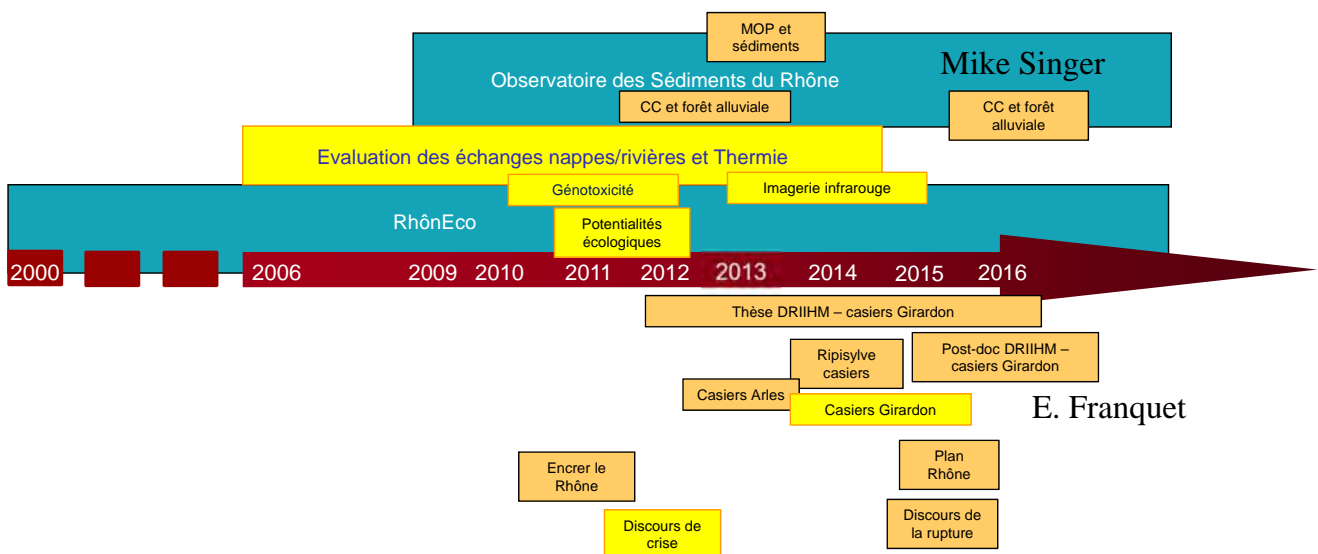 MOP et
sédiments
Mike Singer
Observatoire des Sédiments du Rhône
CC et forêt alluviale
CC et forêt
alluviale
Evaluation des échanges nappes/rivières et Thermie
Génotoxicité
Imagerie infrarouge
RhônEco
Potentialités
écologiques
2000 2006 2009 2010 2011 2012 2013 2014 2015 2016
Thèse DRIIHM – casiers Girardon
Ripisylve
casiers
Post-doc DRIIHM –
casiers Girardon
Casiers Arles
Casiers Girardon
E. Franquet
Encrer le
Rhône
Plan
Rhône
Discours de
crise
Discours de
la rupture